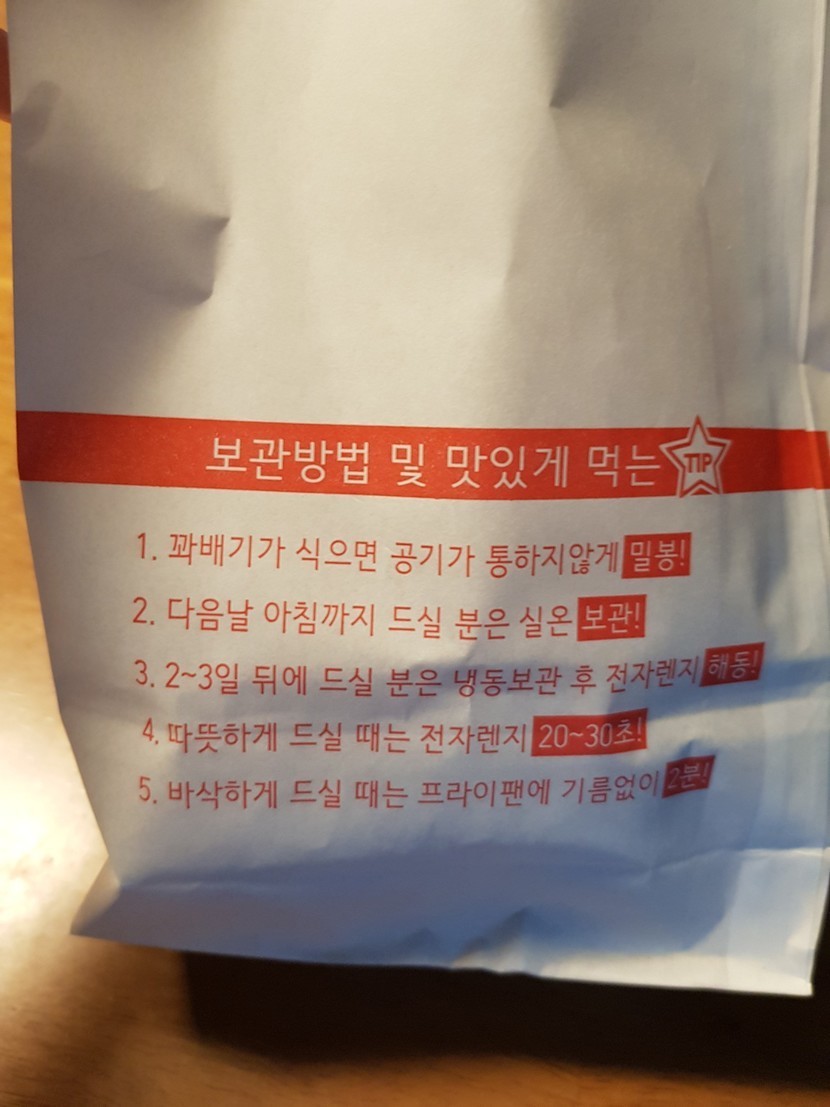 보관방법 및 맛있게 먹는 TIP
1. 꽈배기가 식으면 공기가 통하지않게 밀봉!
2. 다음날 아침까지 드실 분은 실온 보관!
3. 2~3일 뒤에 드실 분은 냉동보관 후 전자렌지 해동!
4. 따뜻하게 드실 때는 전자렌지 20~30초!
5. 바삭하게 드실 때는 프라이팬에 기름없이 2분!